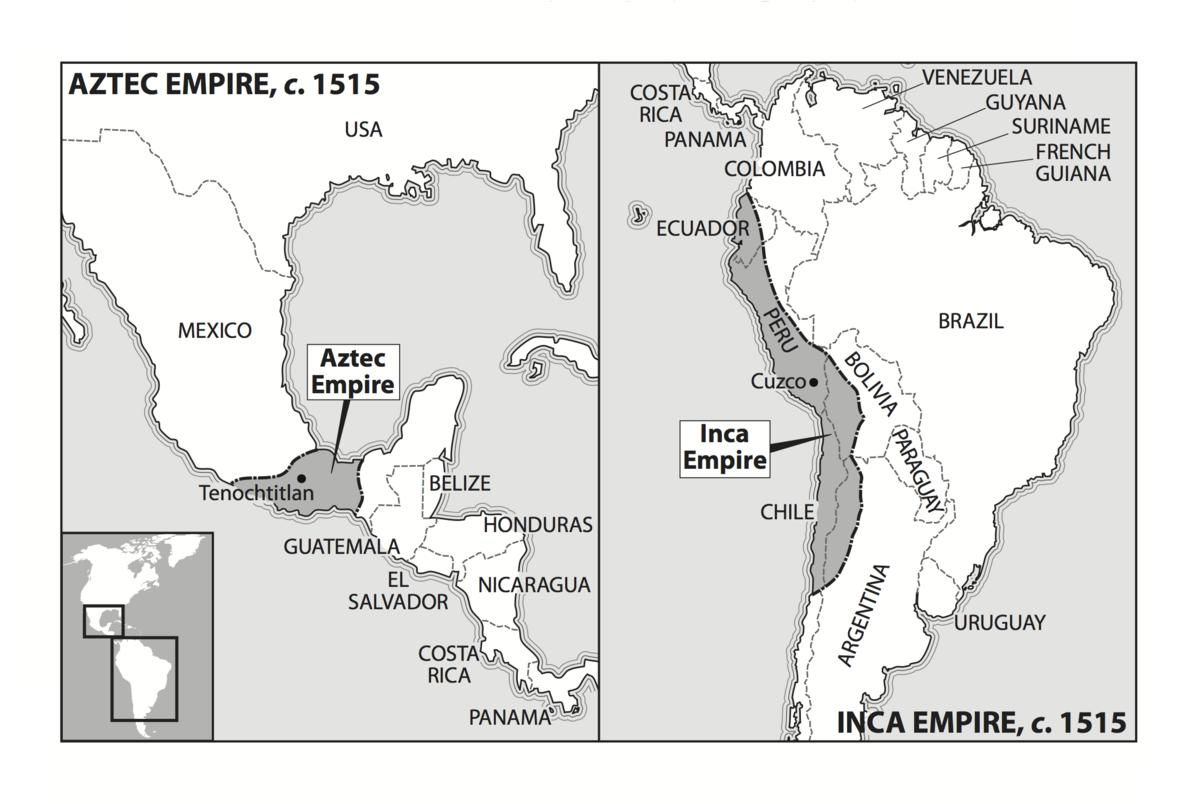 AZTEC EMPIRE, c. 1515
USA
MEXICO
Aztec
Empire
Tenochtitlan
BELIZE
HONDURAS
GUATEMALA
EL
SALVADOR
NICARAGUA
COSTA
RICA
PANAMA
VENEZUELA
COSTA
RICA
GUYANA
SURINAME
PANAMA
FRENCH
GUIANA
COLOMBIA
ECUADOR
PERU
BRAZIL
Cuzco
BOLIVIA
Inca
Empire
PARAGUAY
CHILE
ARGENTINA
URUGUAY
INCA EMPIRE, c. 1515